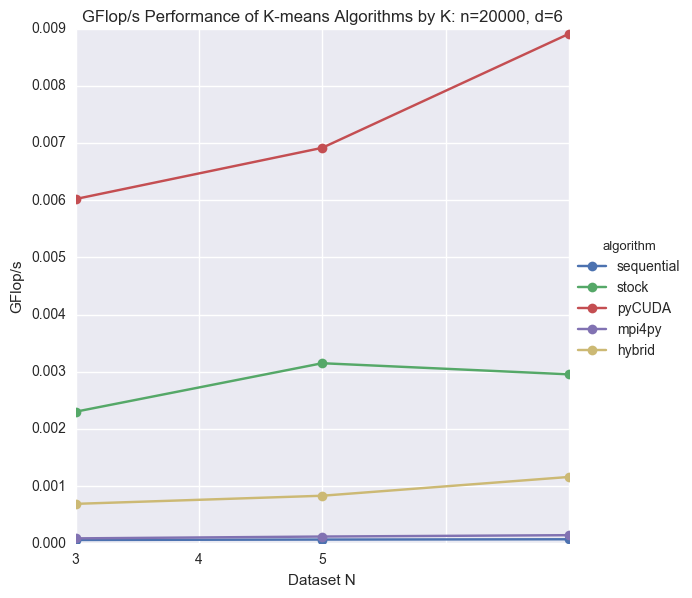 GFlop/s Performance of K-means Algorithms by K: n=20000, d=6
0.009
0.008
0.007
0.006
0.005
0.004
0.003
0.002
0.001
0.000
GFlop/s
3 4 5
Dataset N
algorithm
sequential
stock
pyCUDA
mpi4py
hybrid